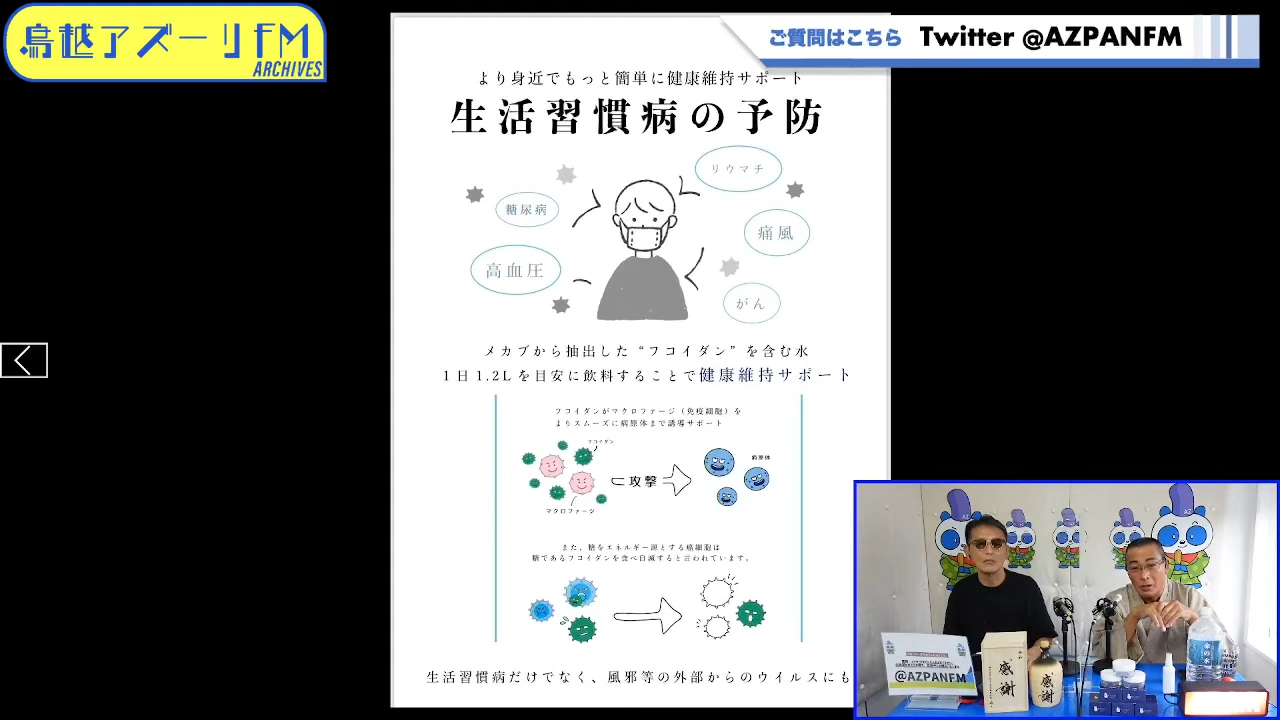 鳥越アズーリFM
ARCHIVES
ご質問はこちら Twitter @AZPANFM
より身近でもっと簡単に健康維持サポート
生活習慣病の予防
リウマチ
糖尿病
痛風
高血圧
がん
メカブから抽出した“フコイダン”を含む水
1日1.2Lを目安に飲料することで健康維持サポート
フコイダンがマクロファージ（免疫細胞）を
よりスムーズに病原体まで誘導サポート
フコイダン
病原体
攻撃
マクロファージ
また、糖をエネルギー源とする癌細胞は
糖であるフコイダンを食べ自滅すると言われています。
生活習慣病だけでなく、風邪等の外部からのウイルスにも
@AZPANFM
感謝
感謝